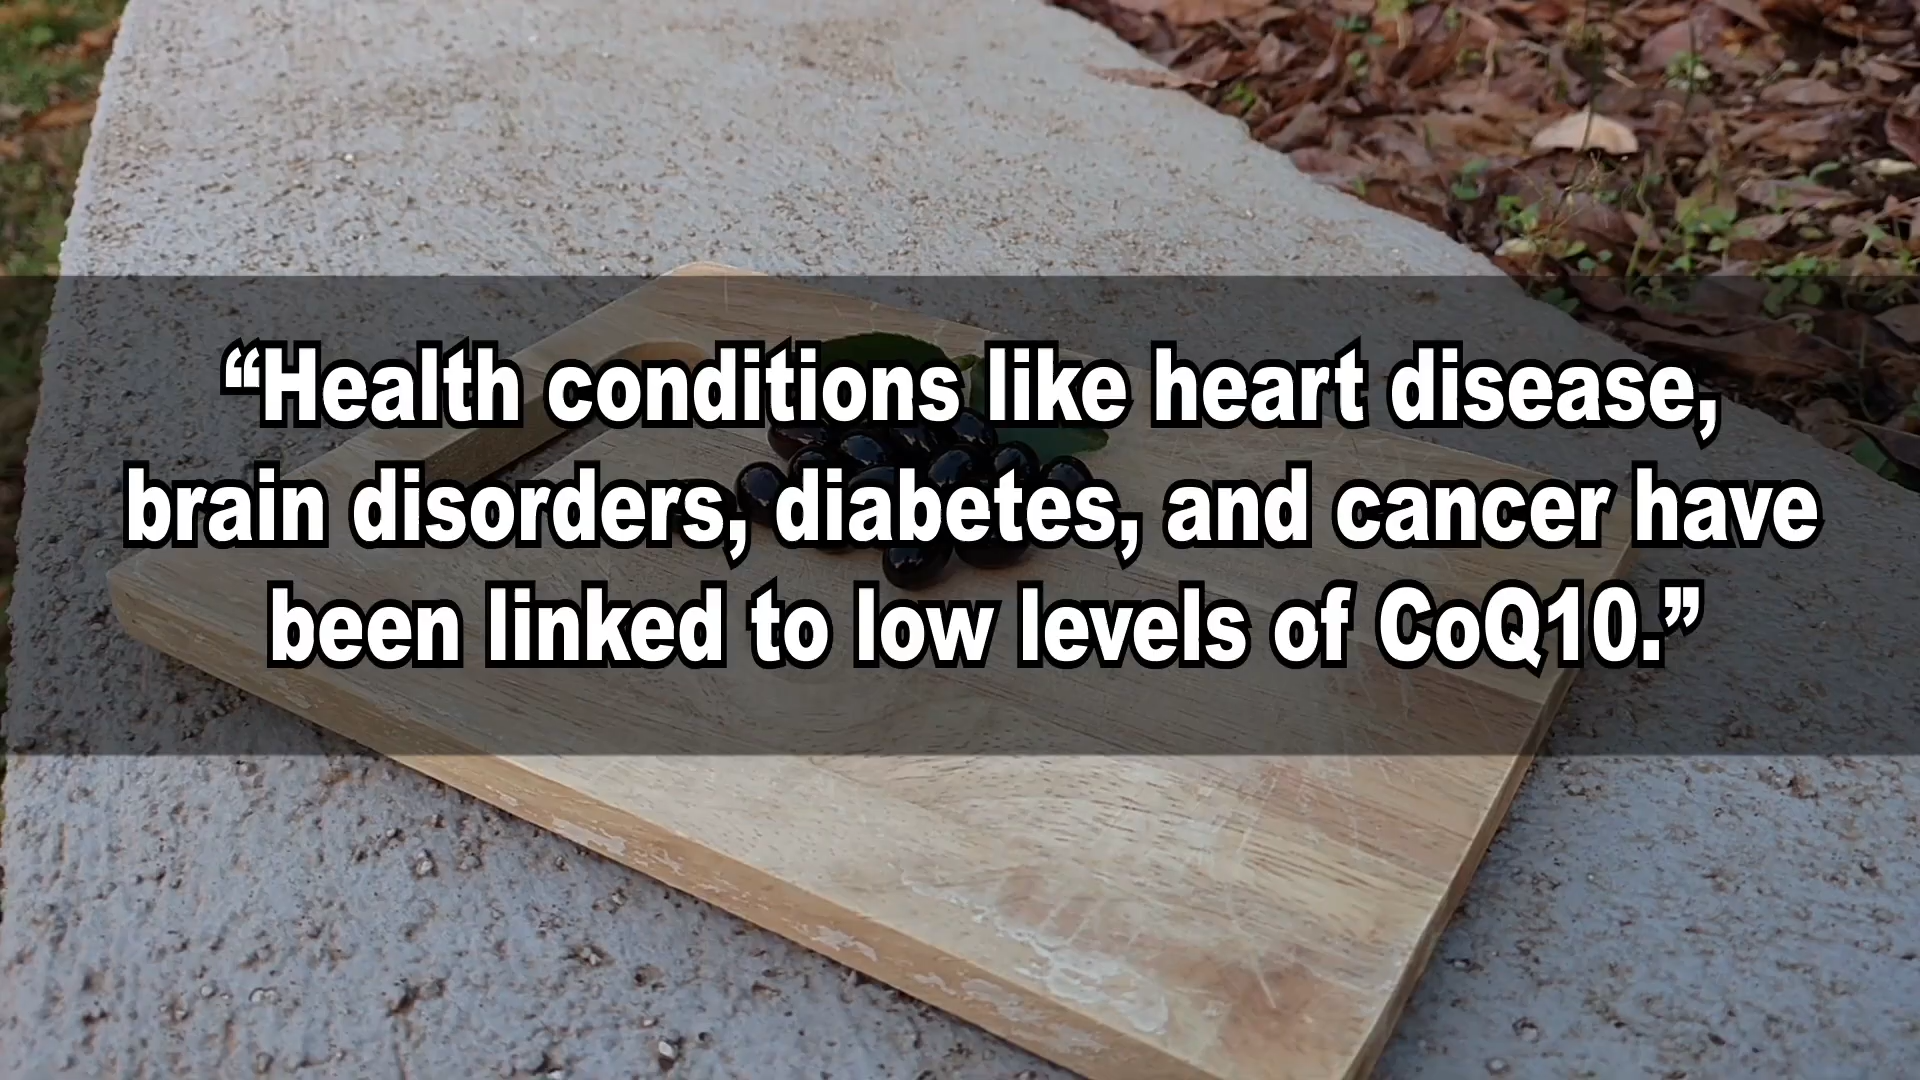 “Health conditions like heart disease,
brain disorders, diabetes, and cancer have
been linked to low levels of CoQ10.”